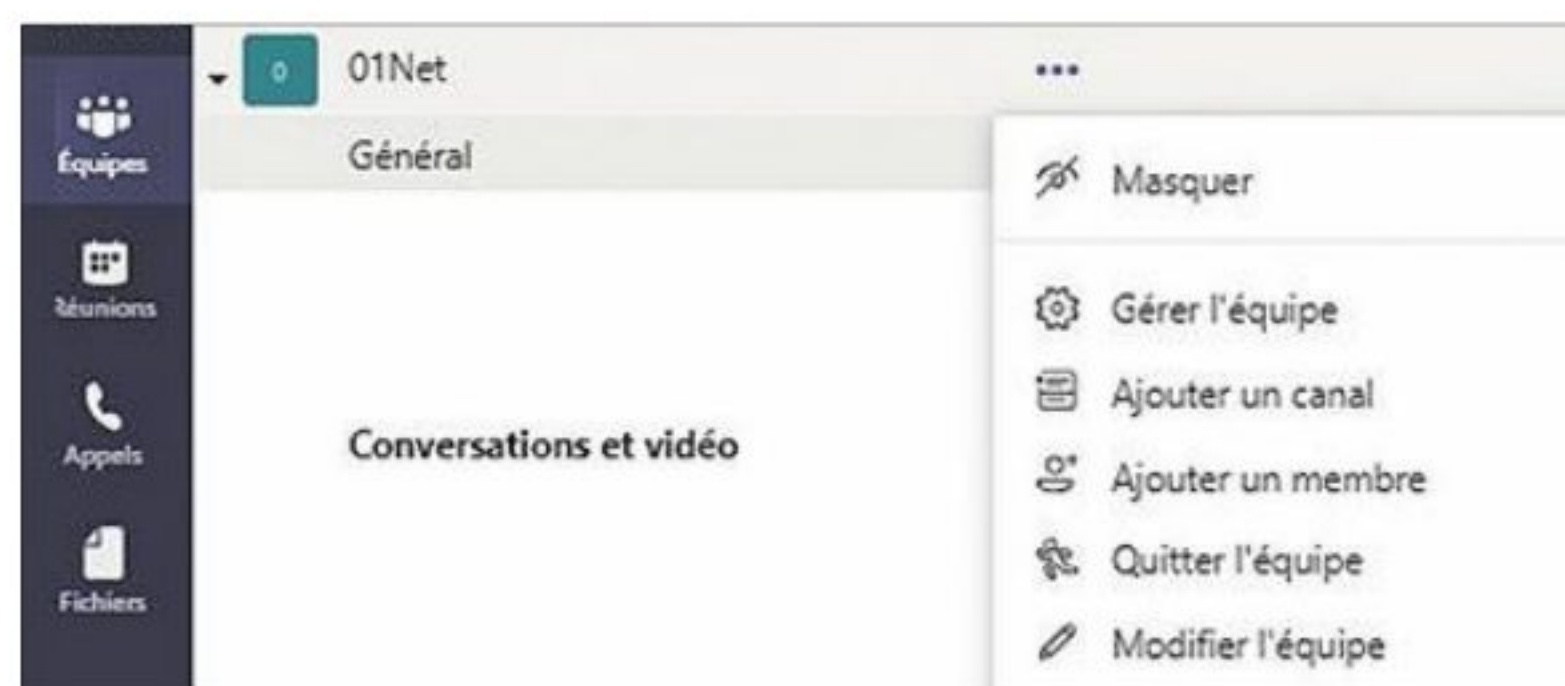 Équipes
Réunions
Appels
Fichiers
0 01Net
Général
Conversations et vidéo
Masquer
Gérer l'équipe
Ajouter un canal
Ajouter un membre
Quitter l'équipe
Modifier l'équipe